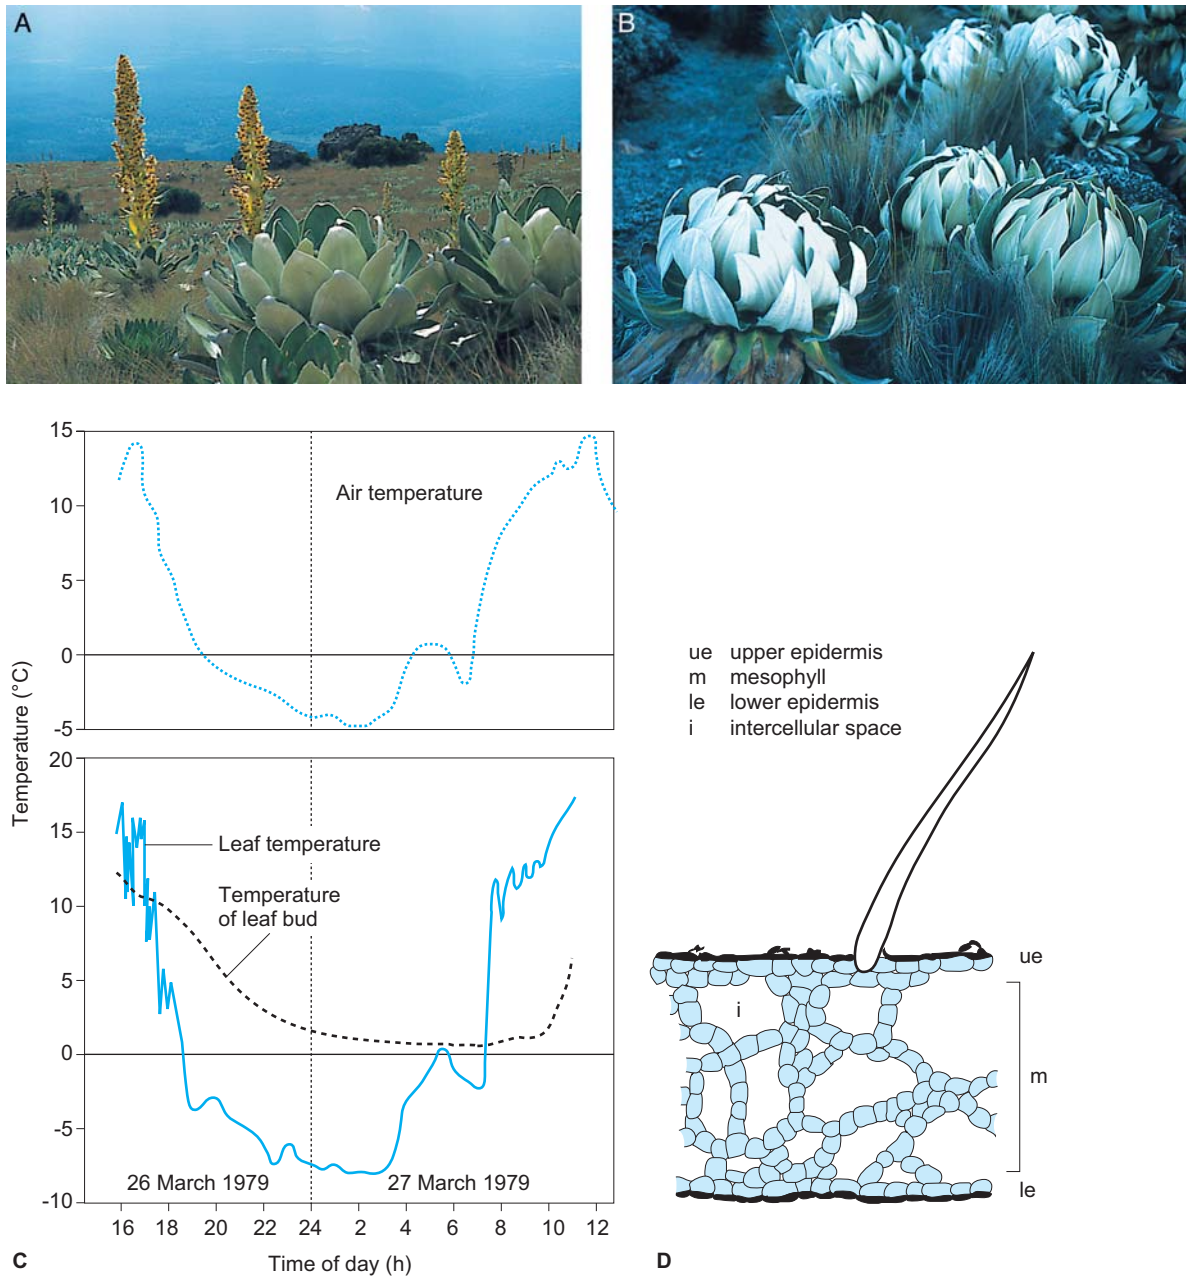 A
B
15
10
5
0
-5
Air temperature
Temperature (°C)
20
15
10
5
0
-5
-10
Leaf temperature
Temperature
of leaf bud
26 March 1979
27 March 1979
16 18 20 22 24 2 4 6 8 10 12
C
Time of day (h)
ue upper epidermis
m mesophyll
le lower epidermis
i intercellular space
ue
i
m
le
D